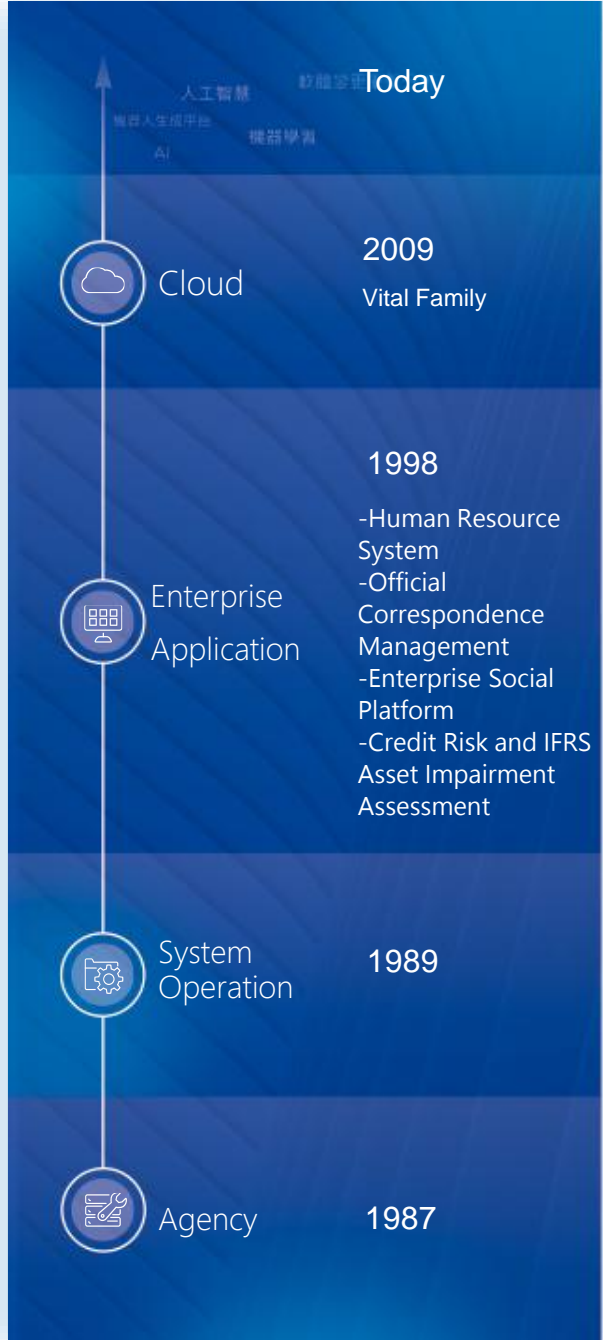 Today
人工智慧
機器學習
AI
Cloud
2009
Vital Family
1998
-Human Resource
System
-Official
Correspondence
Management
-Enterprise Social
Platform
-Credit Risk and IFRS
Asset Impairment
Assessment
Enterprise
Application
System
Operation
1989
Agency
1987